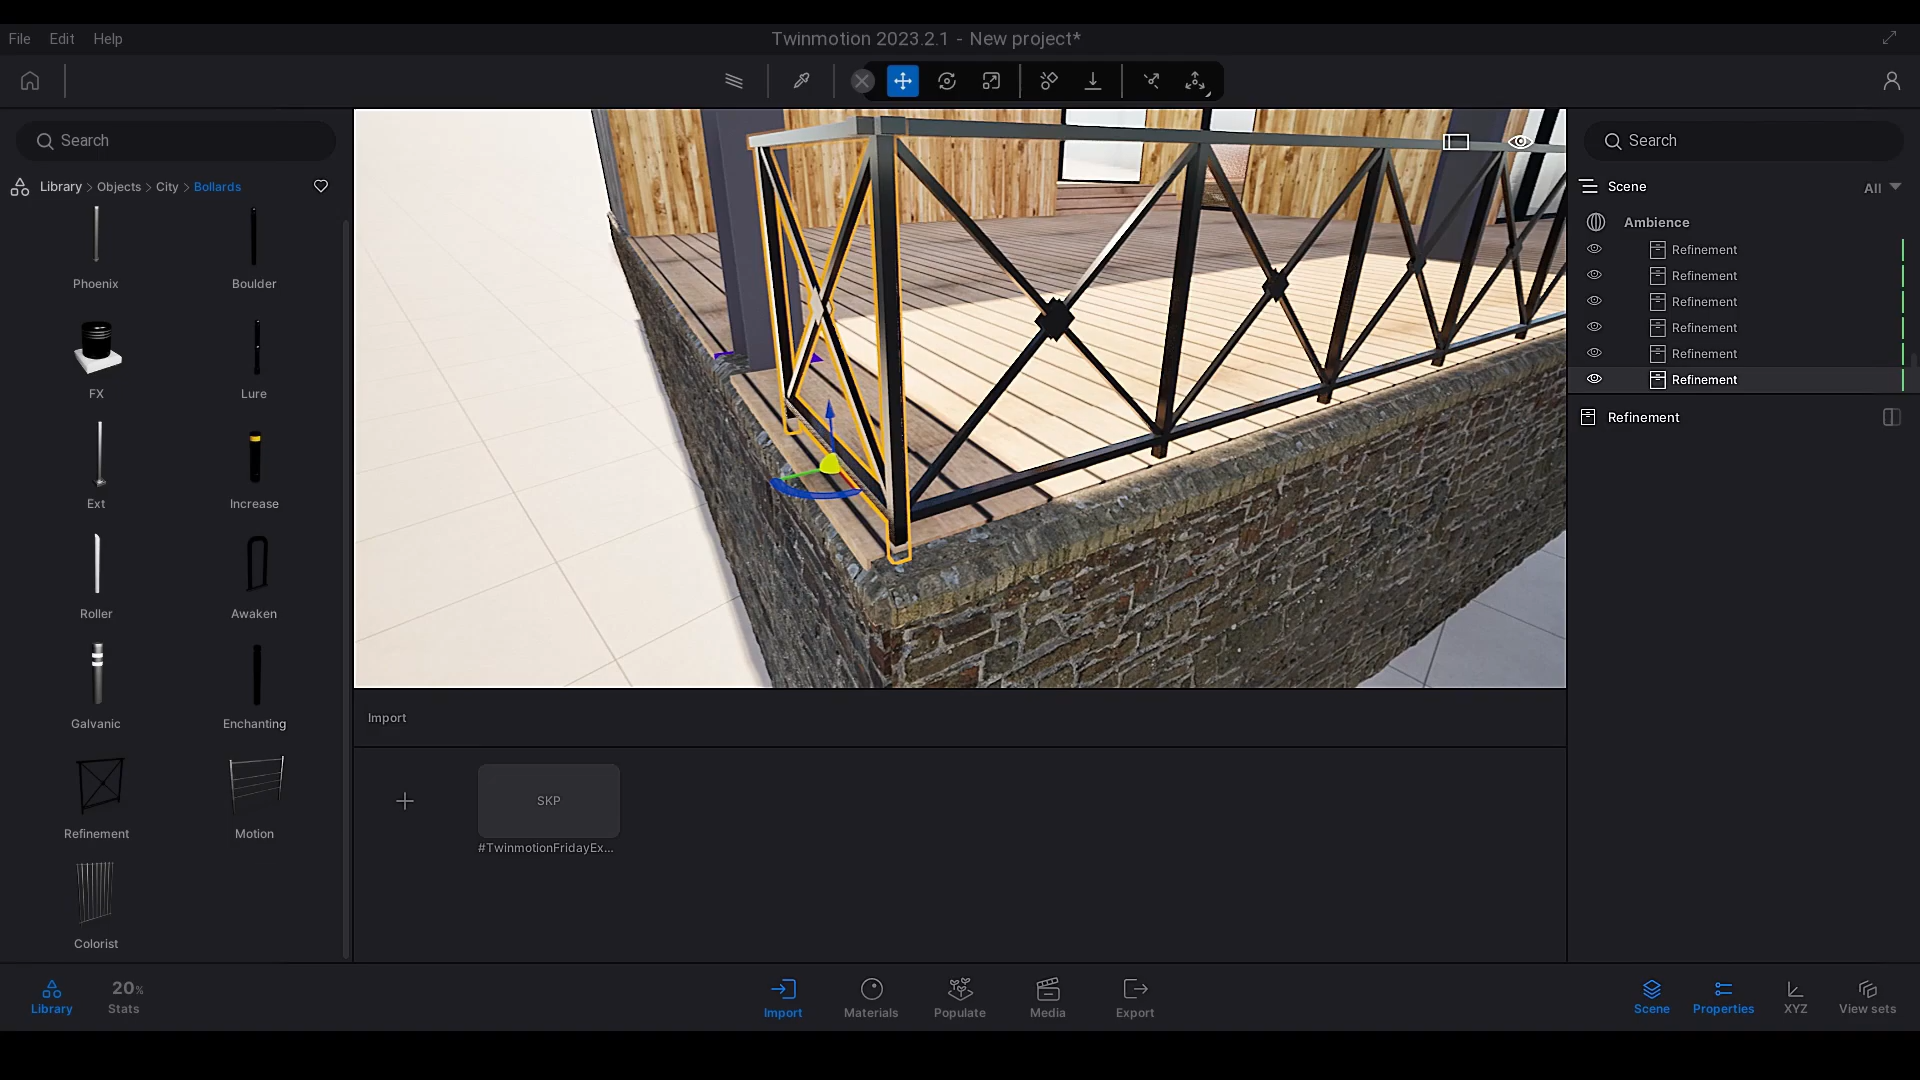 File Edit Help
Twinmotion 2023.2.1 - New project*
Search
Library > Objects > City > Bollards
Phoenix
Boulder
FX
Lure
Ext
Increase
Roller
Awaken
Galvanic
Enchanting
Refinement
Motion
Colorist
Import
SKP
#TwinmotionFridayEx...
Search
Scene
All
Ambience
Refinement
Refinement
Refinement
Refinement
Refinement
Refinement
Refinement
Library
20%
Stats
Import
Materials
Populate
Media
Export
Scene
Properties
XYZ
View sets